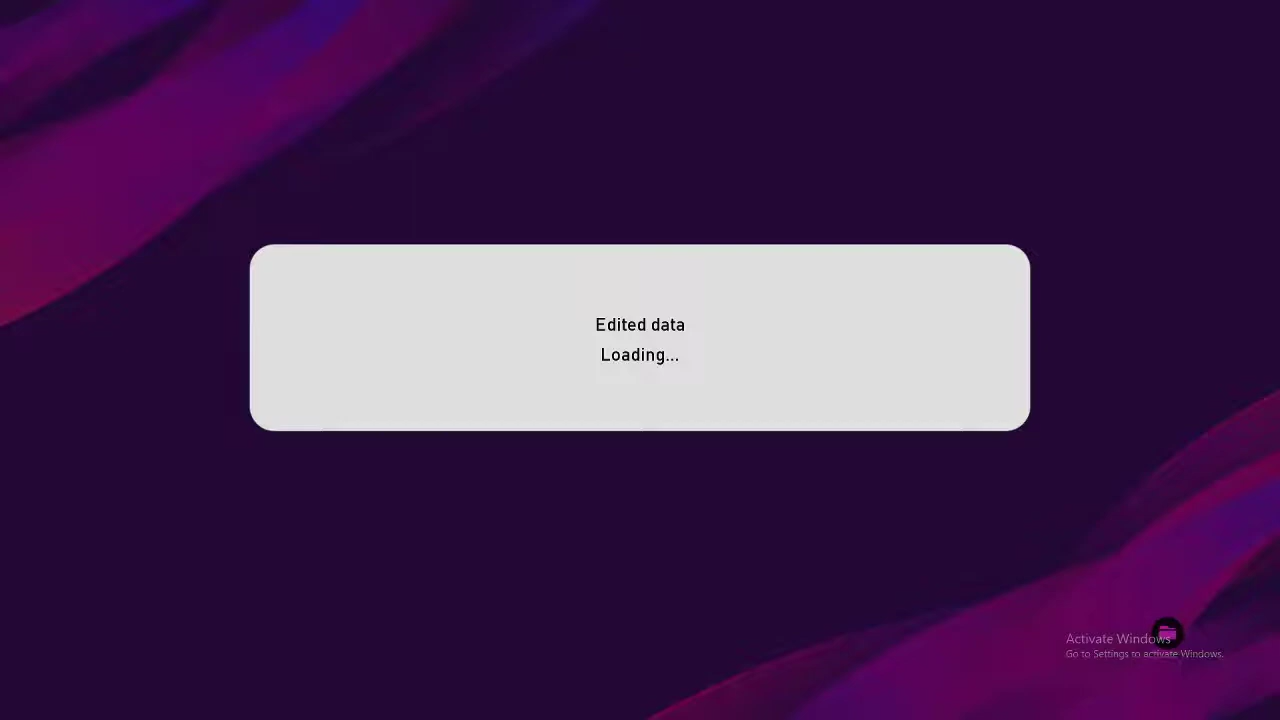 Edited data
Loading...
Activate Windows
Go to Settings to activate Windows.